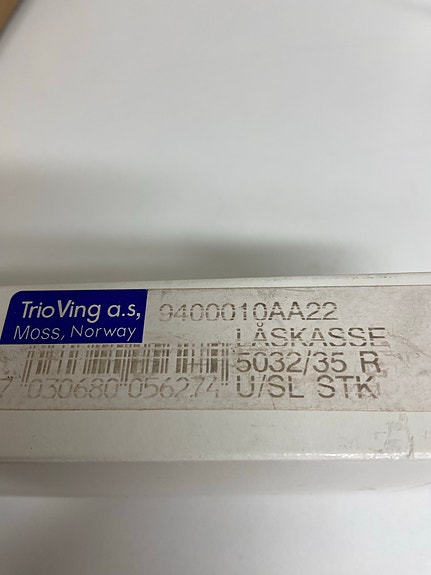 TrioVing a.s,
Moss, Norway
9400010AA22
LÅSKASSE
5032/35 R
U/SL STK
7 030680 056274